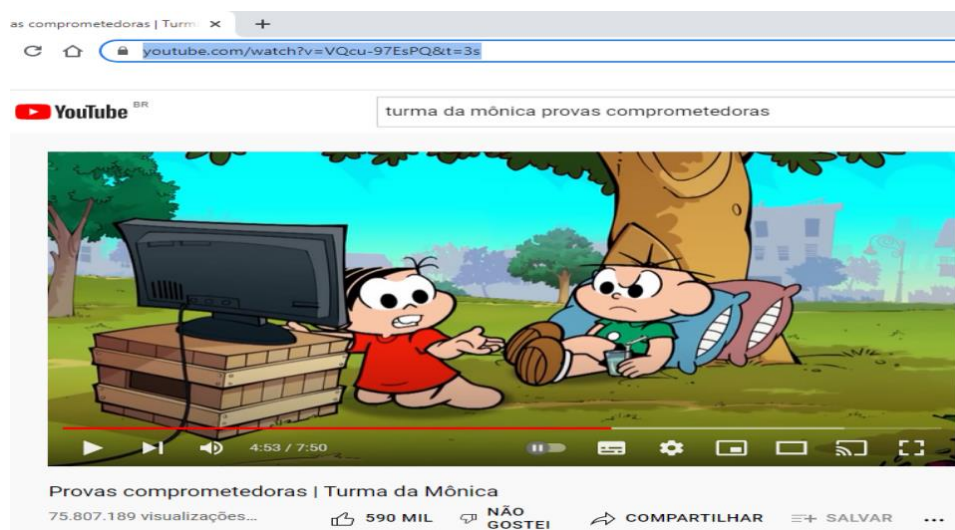 as comprometedoras | Turm
youtube.com/watch?v=VQcu-97EsPQ&t=3s
YouTube BR
turma da mônica provas comprometedoras
4:53 / 7:50
Provas comprometedoras | Turma da Mônica
75.807.189 visualizações... 590 MIL NÃO GOSTEI COMPARTILHAR SALVAR ...